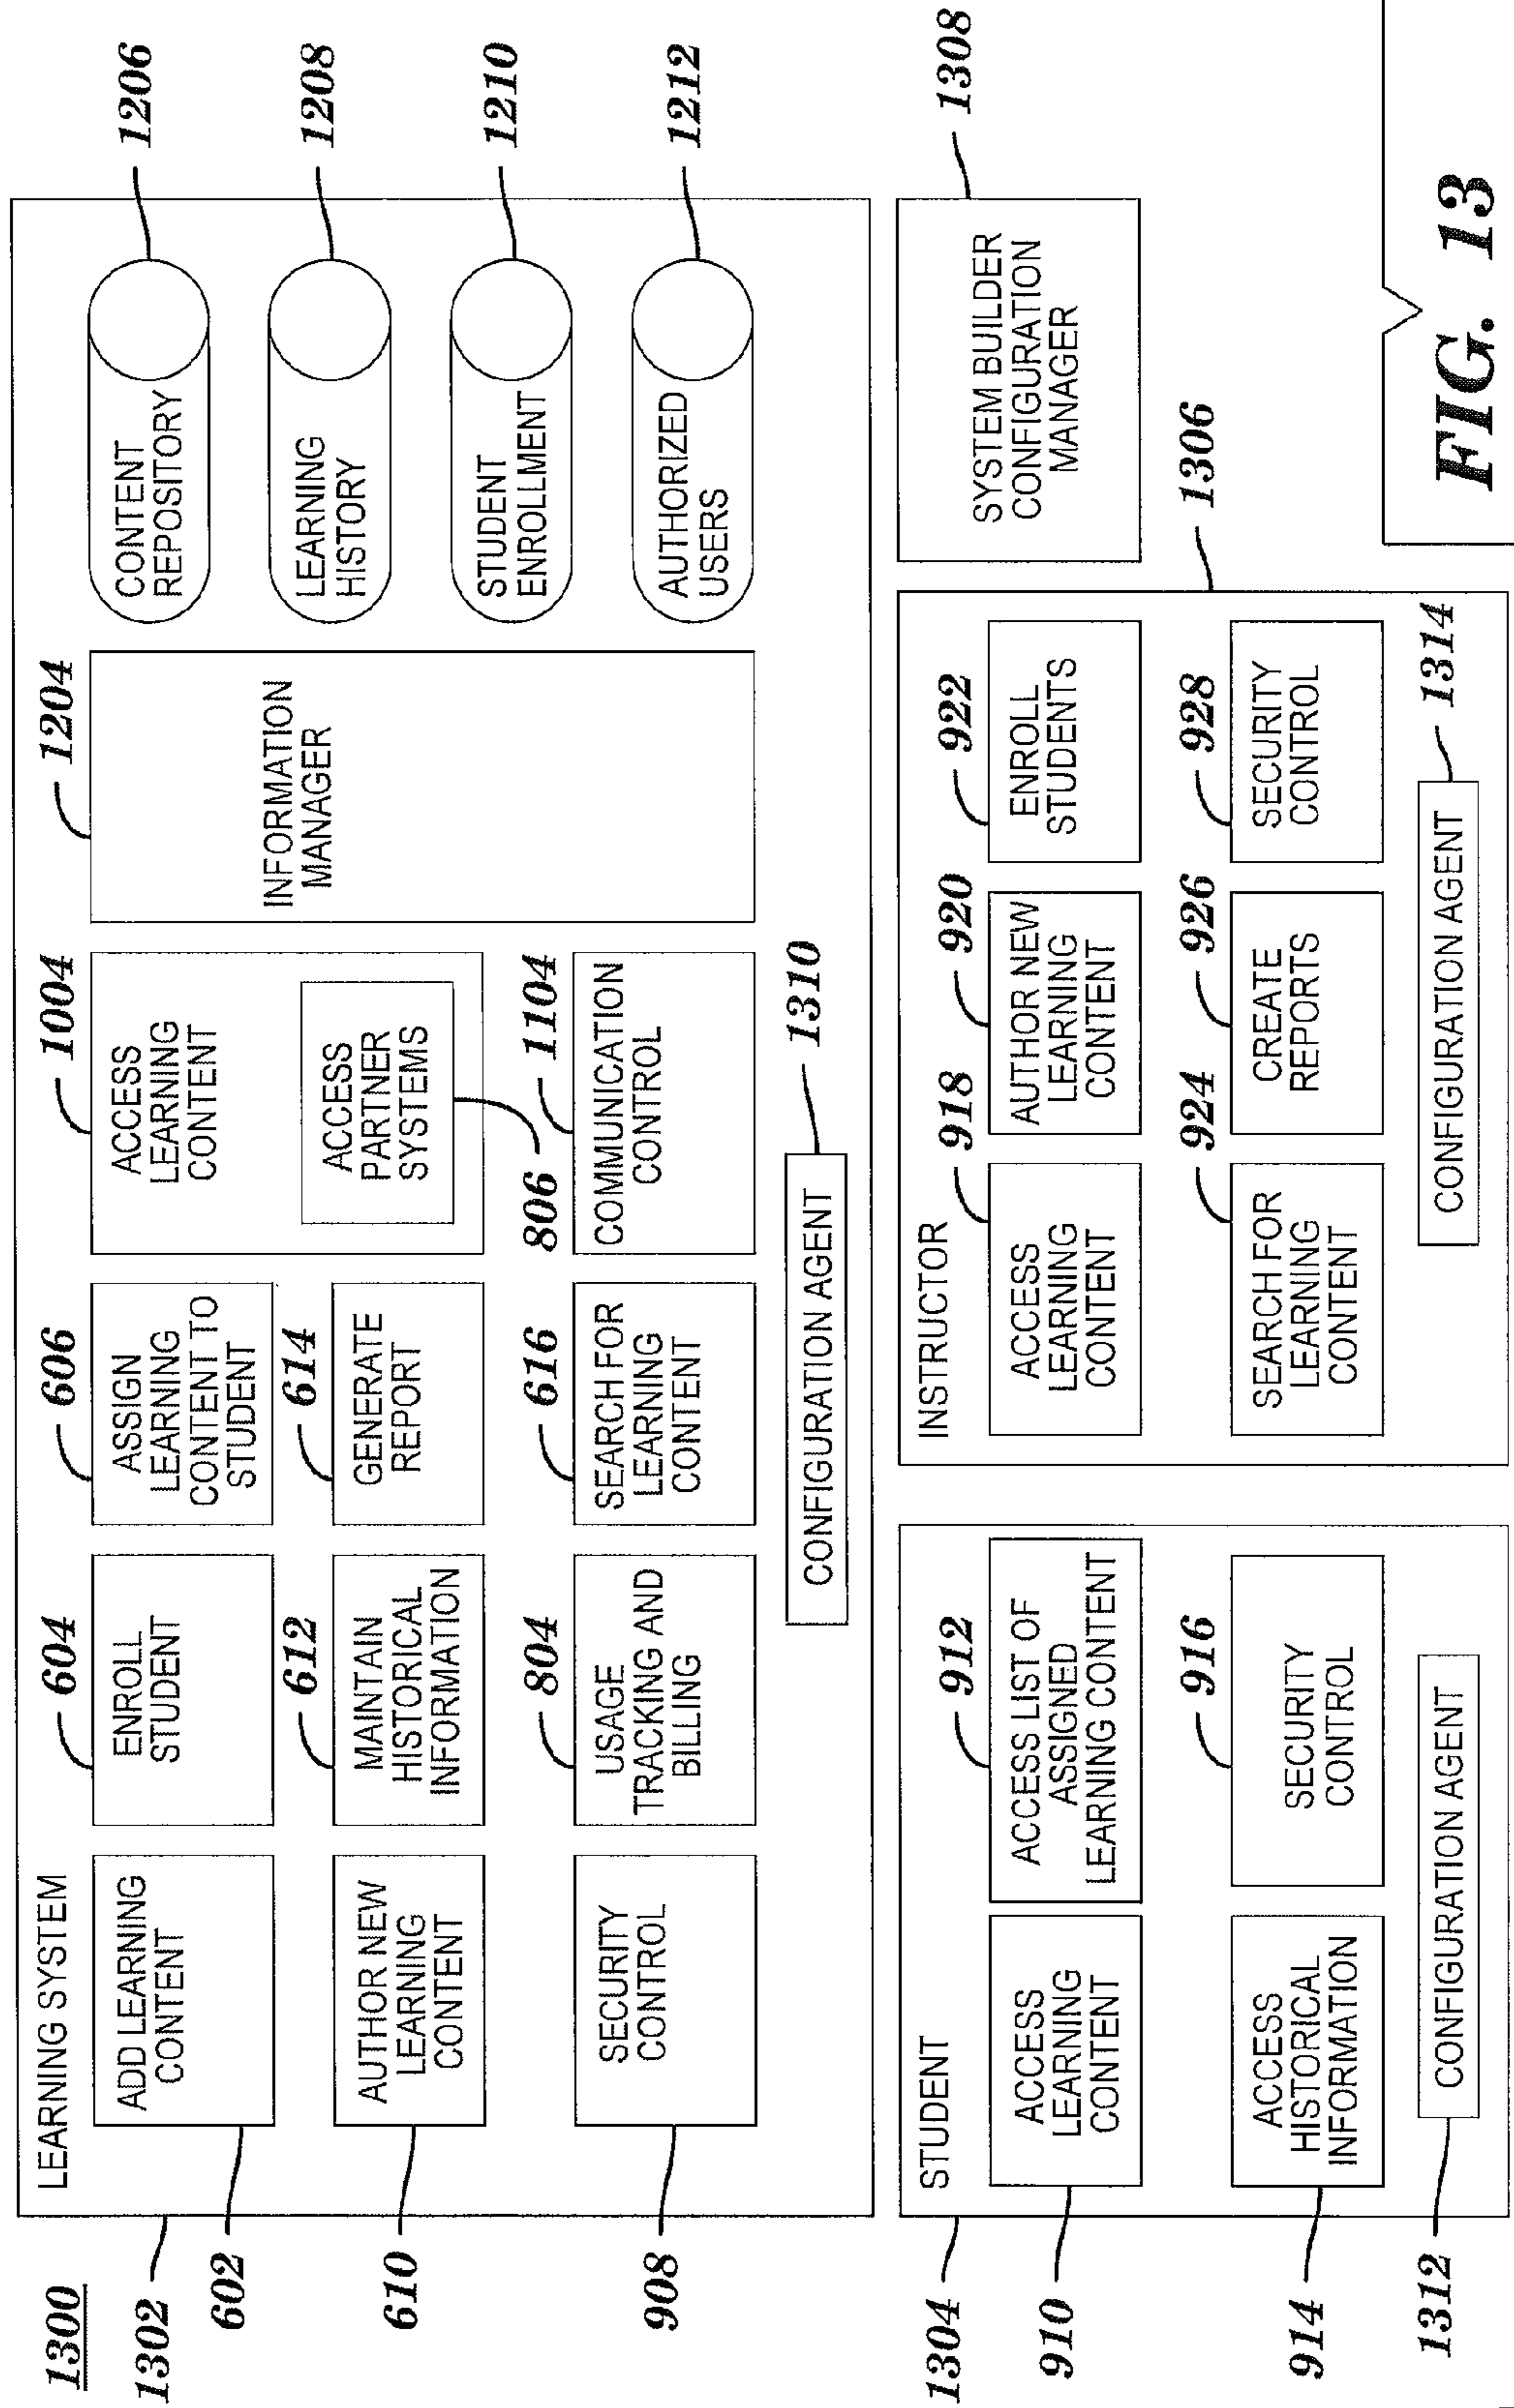 1300
1302
LEARNING SYSTEM
602
ADD LEARNING
CONTENT
604
ENROLL
STUDENT
606
ASSIGN
LEARNING
CONTENT TO
STUDENT
1004
ACCESS
LEARNING
CONTENT
ACCESS
PARTNER
SYSTEMS
806
1204
INFORMATION
MANAGER
CONTENT
REPOSITORY
1206
LEARNING
HISTORY
1208
STUDENT
ENROLLMENT
1210
AUTHORIZED
USERS
1212
610
AUTHOR NEW
LEARNING
CONTENT
612
MAINTAIN
HISTORICAL
INFORMATION
614
GENERATE
REPORT
908
SECURITY
CONTROL
804
USAGE
TRACKING AND
BILLING
616
SEARCH FOR
LEARNING
CONTENT
1104
COMMUNICATION
CONTROL
CONFIGURATION AGENT
1310
1304
STUDENT
910
ACCESS
LEARNING
CONTENT
912
ACCESS LIST OF
ASSIGNED
LEARNING CONTENT
914
ACCESS
HISTORICAL
INFORMATION
916
SECURITY
CONTROL
1312
CONFIGURATION AGENT
INSTRUCTOR
1306
918
ACCESS
LEARNING
CONTENT
920
AUTHOR NEW
LEARNING
CONTENT
922
ENROLL
STUDENTS
924
SEARCH FOR
LEARNING
CONTENT
926
CREATE
REPORTS
928
SECURITY
CONTROL
CONFIGURATION AGENT
1314
SYSTEM BUILDER
CONFIGURATION
MANAGER
1308
FIG. 13